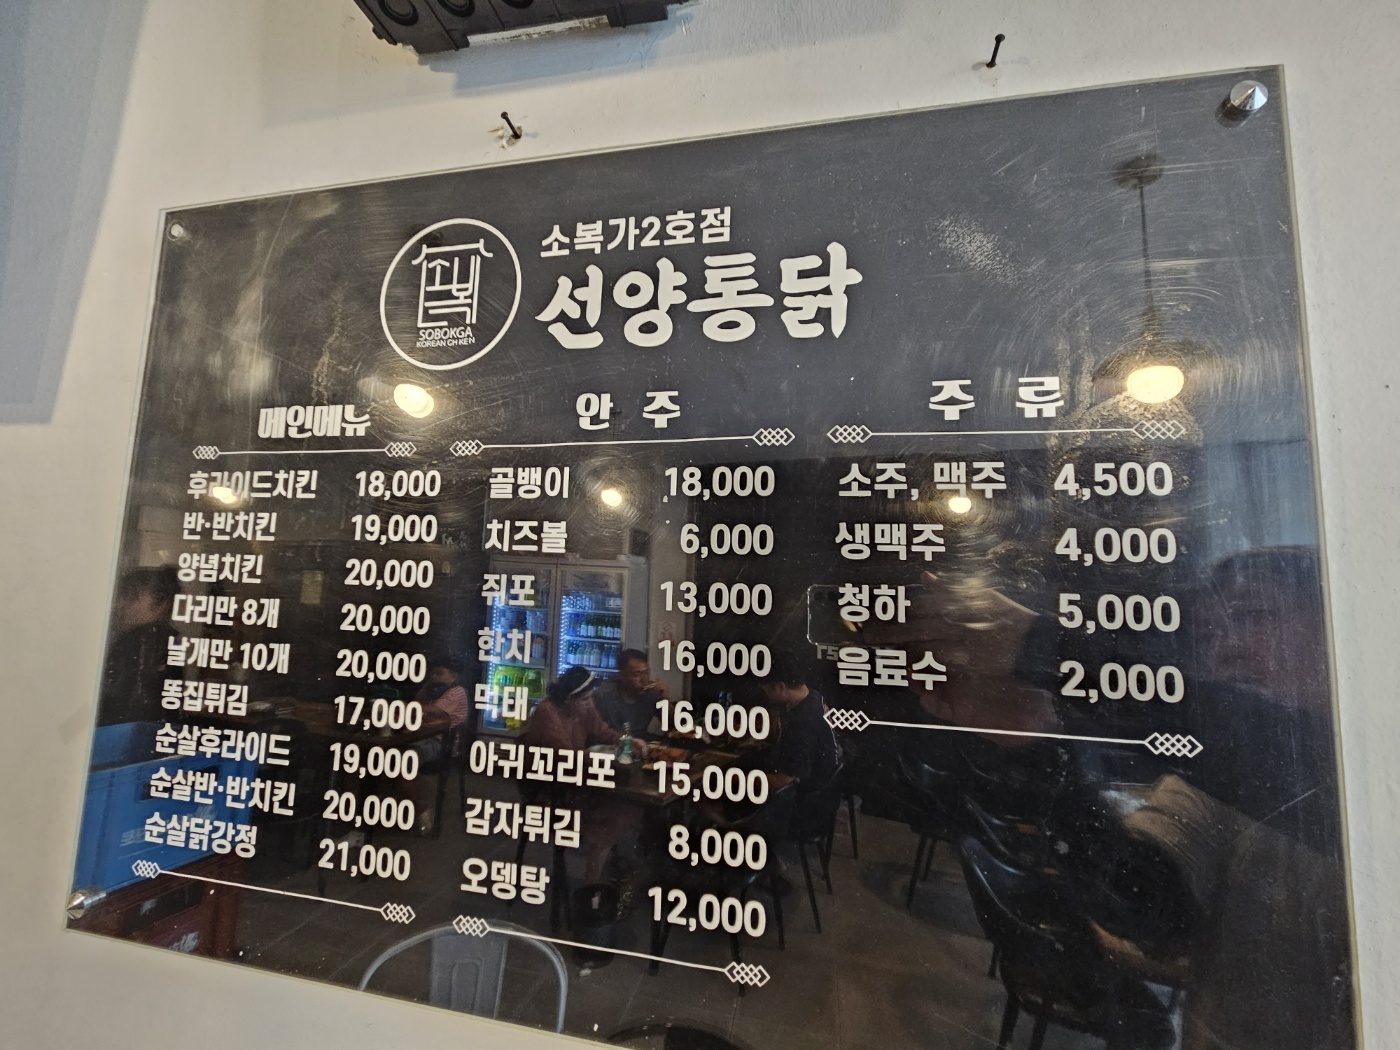 소복
SOBOKGA
KOREAN CHICKEN
소복가2호점
선양통닭
메인메뉴
후라이드치킨 18,000
반·반치킨 19,000
양념치킨 20,000
다리만 8개 20,000
날개만 10개 20,000
똥집튀김 17,000
순살후라이드 19,000
순살반·반치킨 20,000
순살닭강정 21,000
안 주
골뱅이 18,000
치즈볼 6,000
쥐포 13,000
한치 16,000
먹태 16,000
아귀꼬리포 15,000
감자튀김 8,000
오뎅탕 12,000
주 류
소주, 맥주 4,500
생맥주 4,000
청하 5,000
음료수 2,000